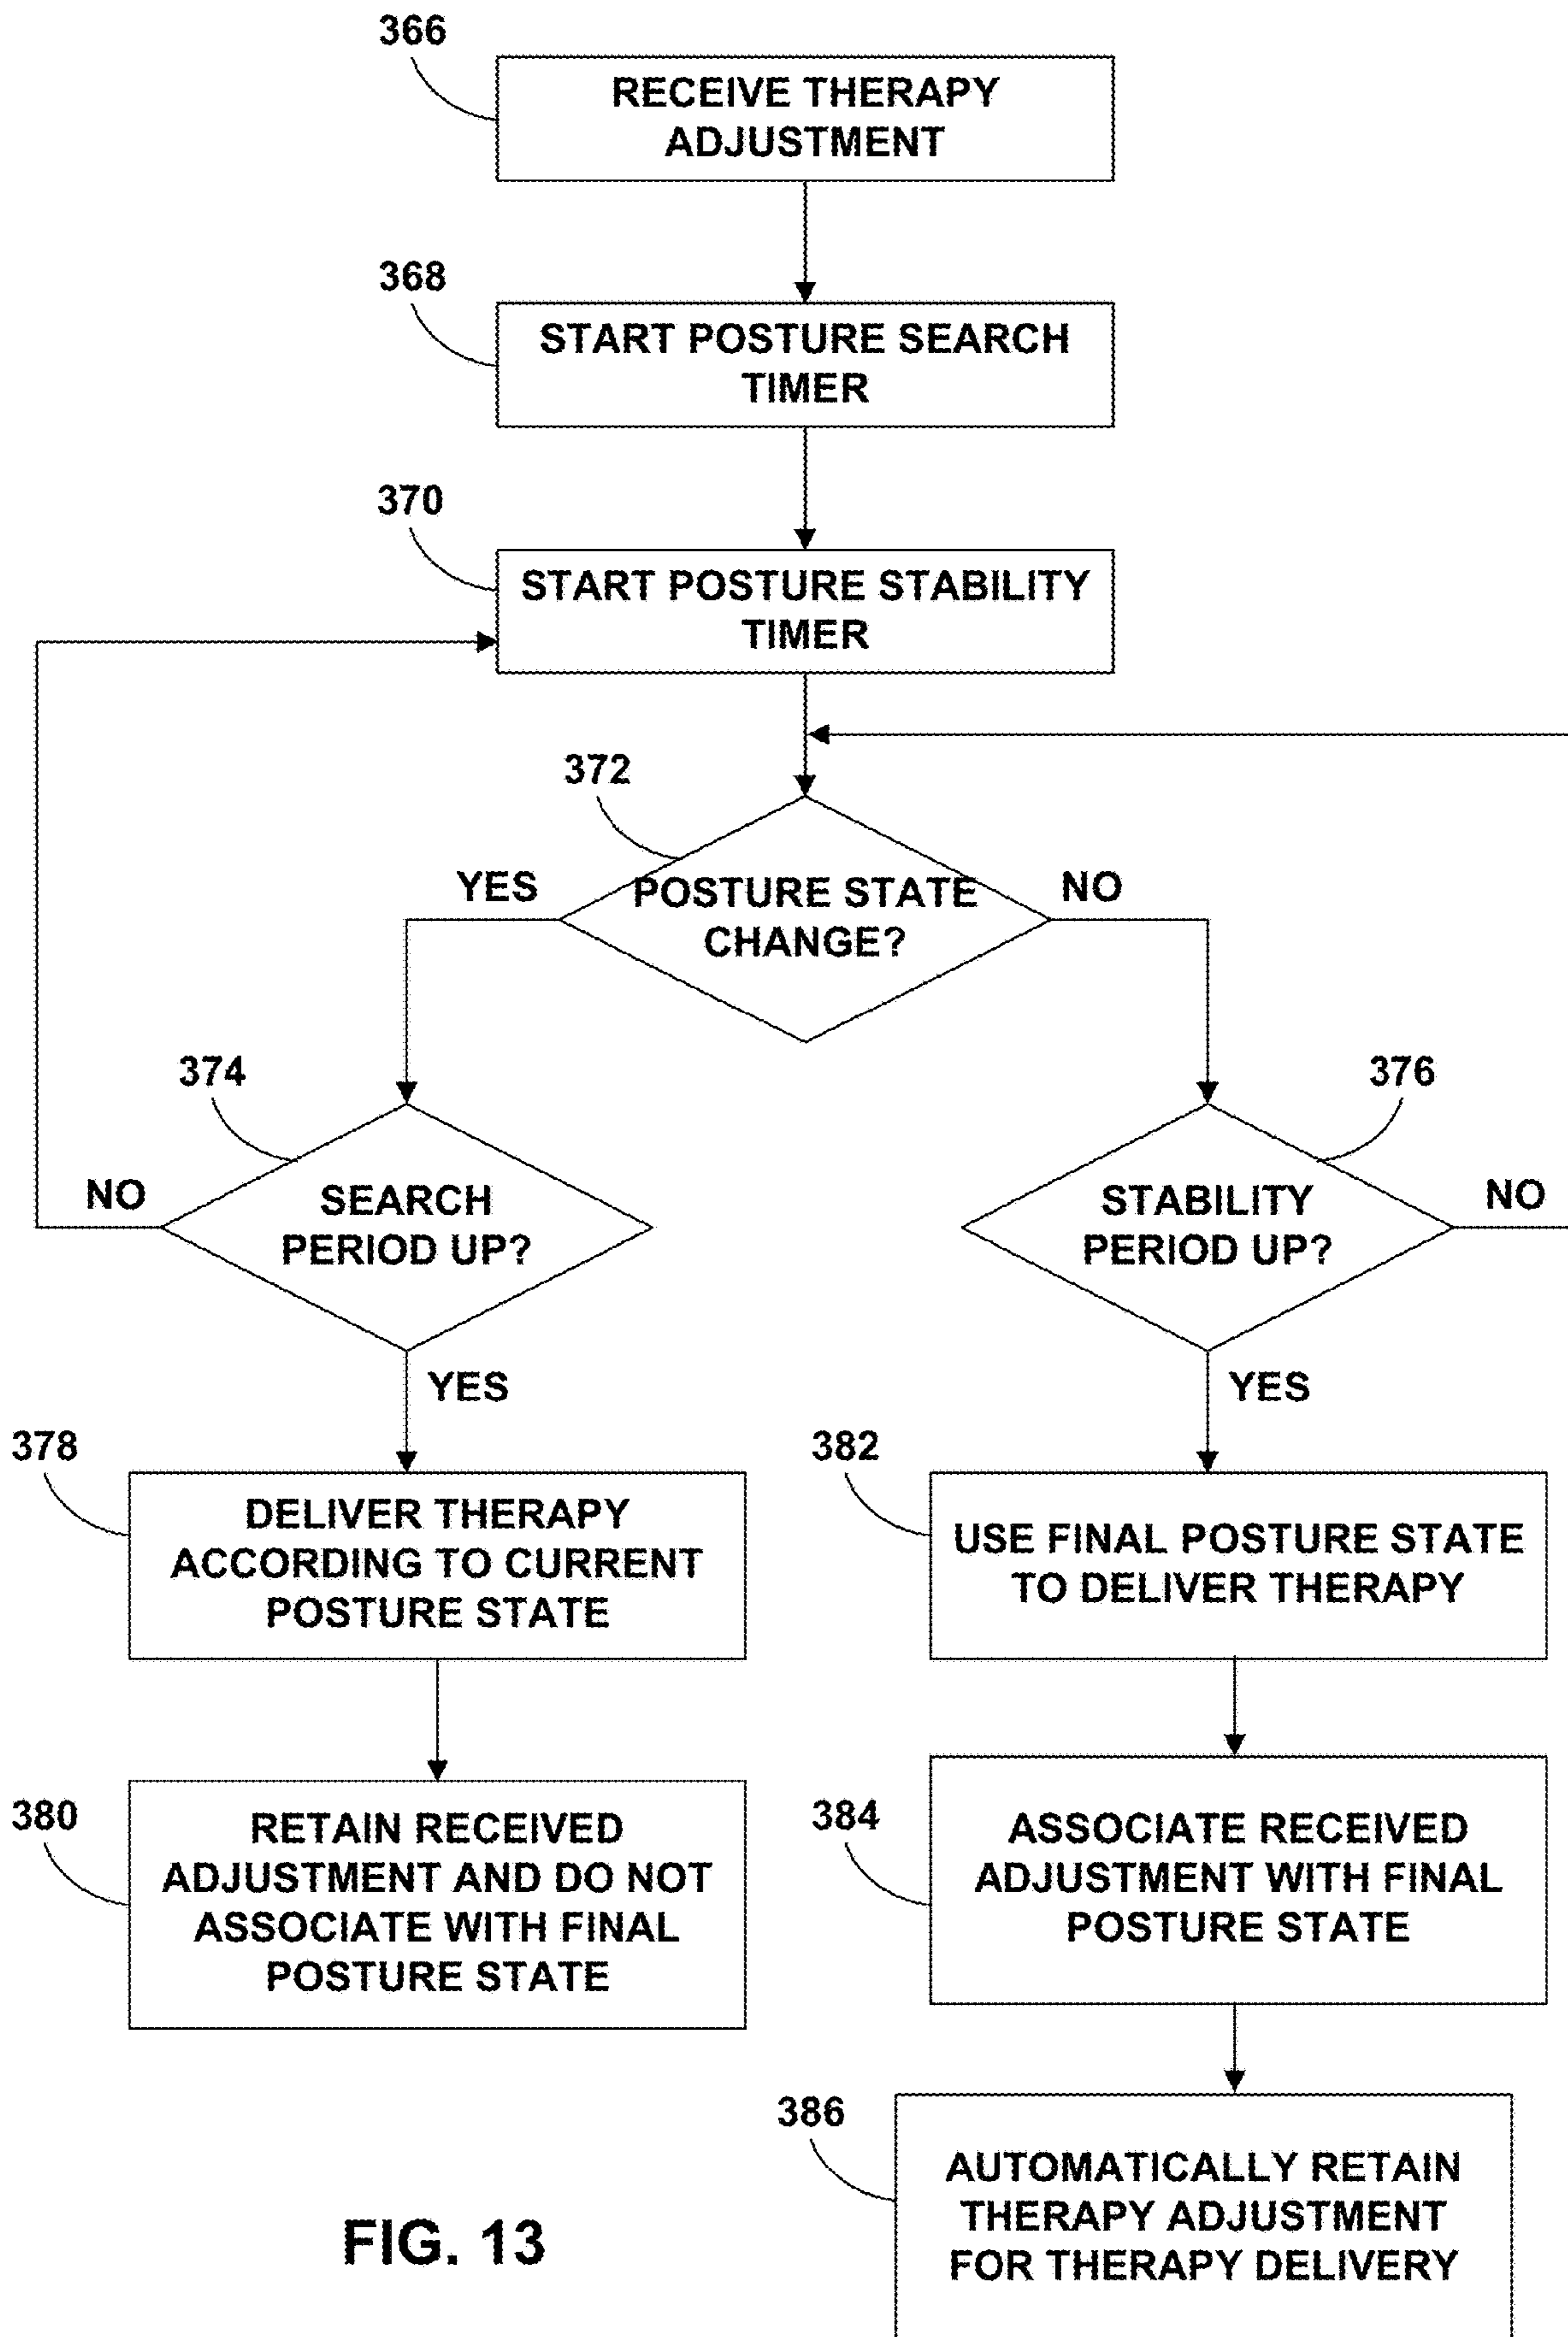 366
RECEIVE THERAPY
ADJUSTMENT
368
START POSTURE SEARCH
TIMER
370
START POSTURE STABILITY
TIMER
372
YES
POSTURE STATE
CHANGE?
NO
374
376
NO
SEARCH
PERIOD UP?
STABILITY
PERIOD UP?
NO
YES
YES
378
DELIVER THERAPY
ACCORDING TO CURRENT
POSTURE STATE
382
USE FINAL POSTURE STATE
TO DELIVER THERAPY
380
RETAIN RECEIVED
ADJUSTMENT AND DO NOT
ASSOCIATE WITH FINAL
POSTURE STATE
384
ASSOCIATE RECEIVED
ADJUSTMENT WITH FINAL
POSTURE STATE
386
AUTOMATICALLY RETAIN
THERAPY ADJUSTMENT
FOR THERAPY DELIVERY
FIG. 13